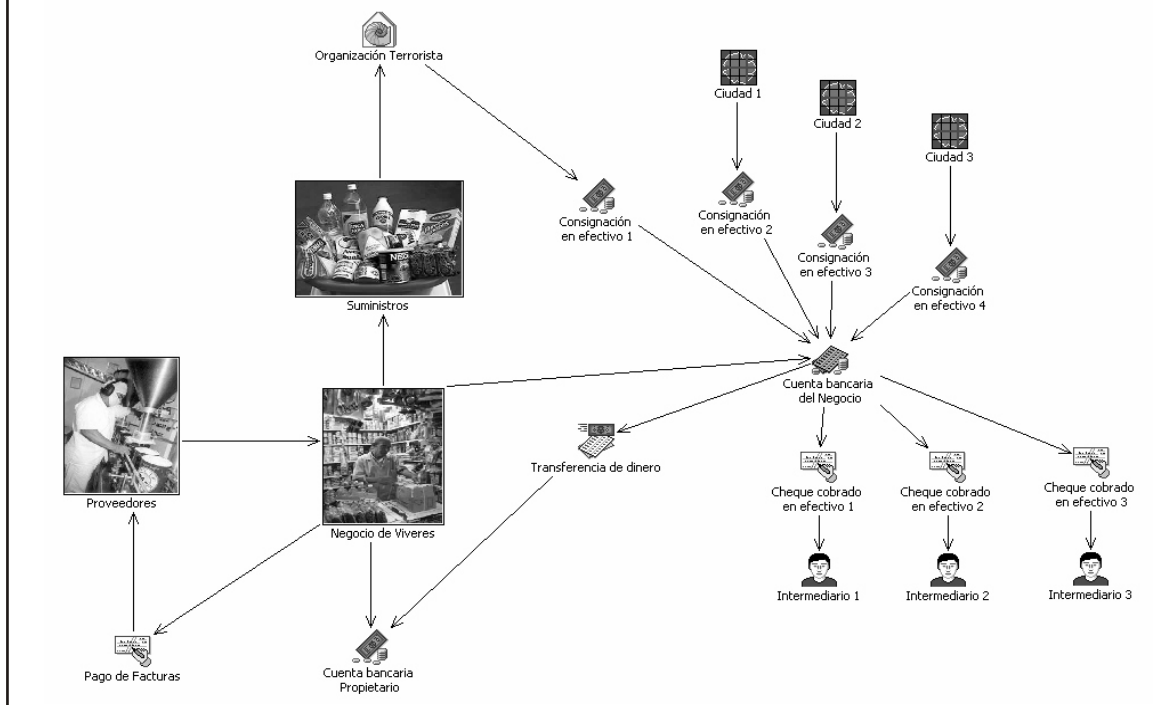 Organización Terrorista
Ciudad 1
Ciudad 2
Ciudad 3
Consignación
en efectivo 1
Consignación
en efectivo 2
Consignación
en efectivo 3
Consignación
en efectivo 4
Suministros
Cuenta bancaria
del Negocio
Transferencia de dinero
Proveedores
Negocio de Viveres
Cheque cobrado
en efectivo 1
Cheque cobrado
en efectivo 2
Cheque cobrado
en efectivo 3
Intermediario 1
Intermediario 2
Intermediario 3
Pago de Facturas
Cuenta bancaria
Propietario